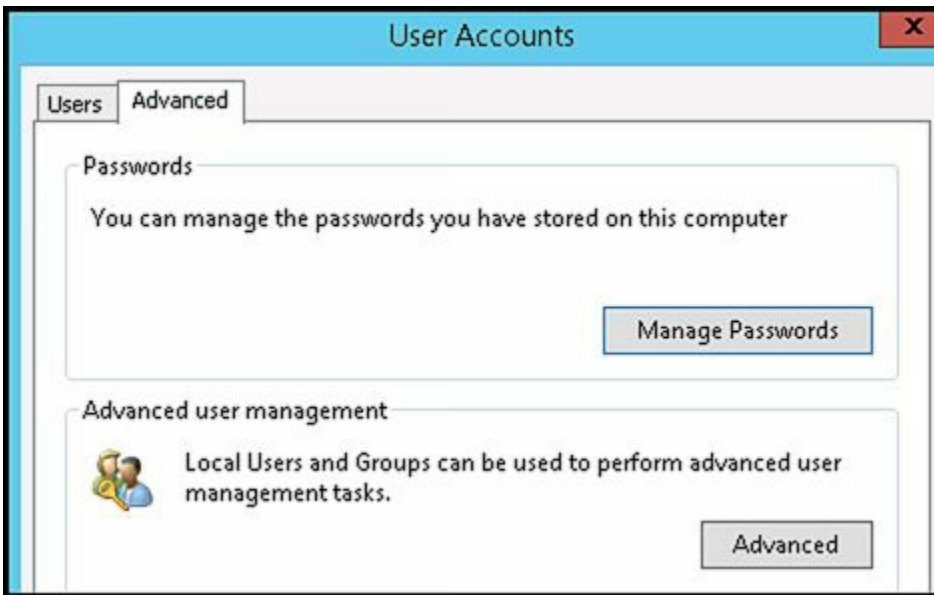 User Accounts
x
Users
Advanced
Passwords
You can manage the passwords you have stored on this computer
Manage Passwords
Advanced user management
Local Users and Groups can be used to perform advanced user
management tasks.
Advanced